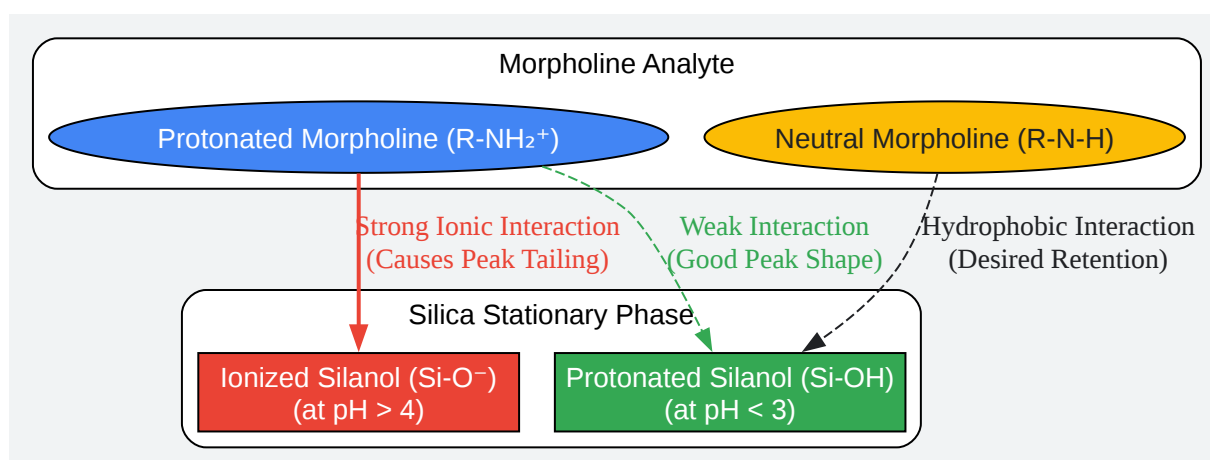 Morpholine Analyte
Protonated Morpholine (R-NH₂⁺)
Neutral Morpholine (R-N-H)
Strong Ionic Interaction
(Causes Peak Tailing)
Weak Interaction
(Good Peak Shape)
Hydrophobic Interaction
(Desired Retention)
Silica Stationary Phase
Ionized Silanol (Si-O⁻)
(at pH > 4)
Protonated Silanol (Si-OH)
(at pH < 3)